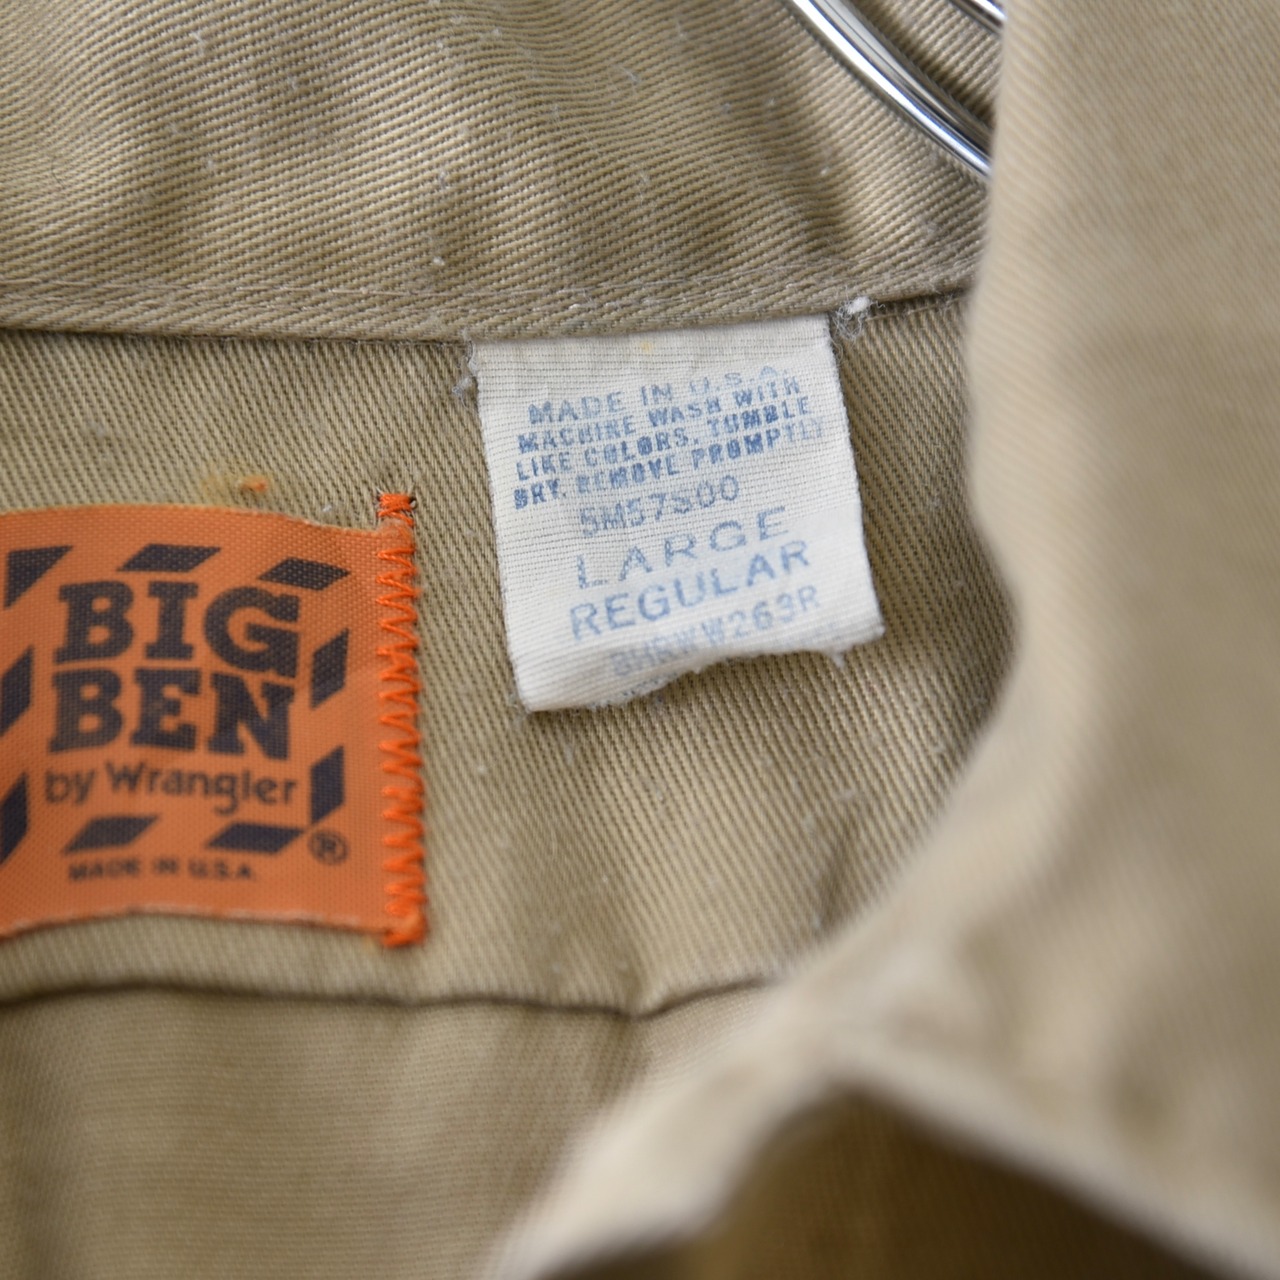 BIG
BEN
by Wrangler
®
MADE IN U.S.A.
MADE IN U.S.A.
MACHINE WASH WITH
LIKE COLORS. TUMBLE
DRY. REMOVE PROMPTLY
5M57500
LARGE
REGULAR